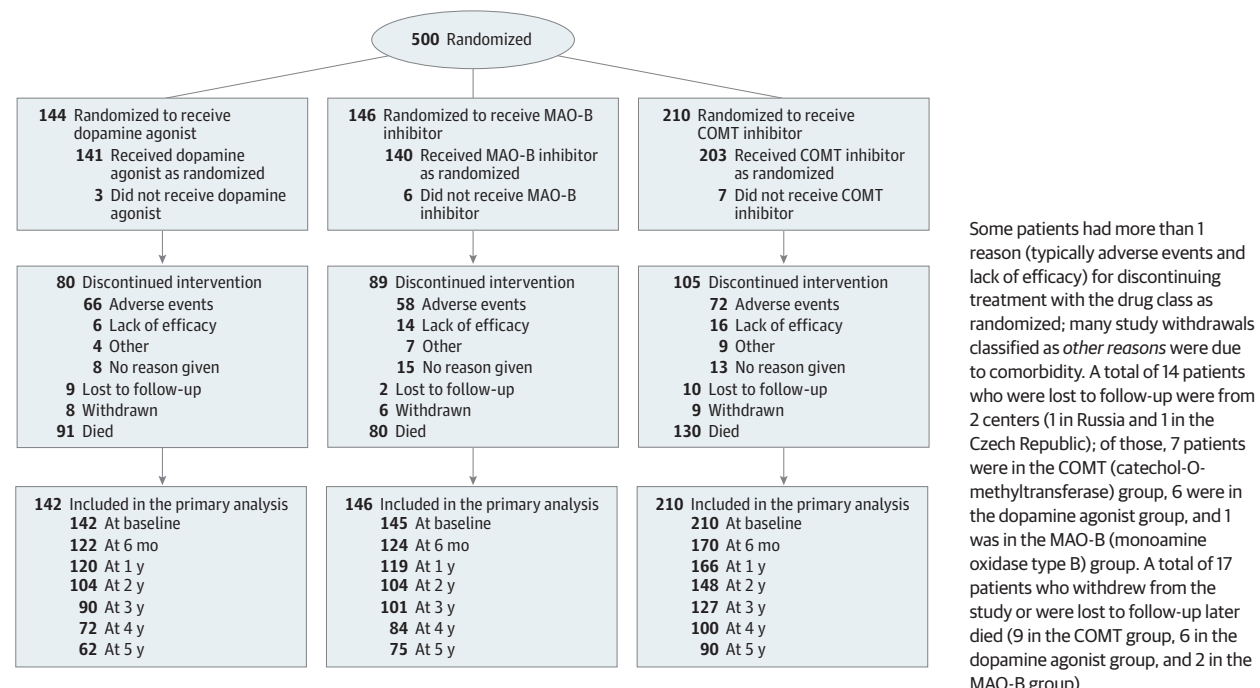 500 Randomized
144 Randomized to receive
dopamine agonist
141 Received dopamine
agonist as randomized
3 Did not receive dopamine
agonist
146 Randomized to receive MAO-B
inhibitor
140 Received MAO-B inhibitor
as randomized
6 Did not receive MAO-B
inhibitor
210 Randomized to receive
COMT inhibitor
203 Received COMT inhibitor
as randomized
7 Did not receive COMT
inhibitor
80 Discontinued intervention
66 Adverse events
6 Lack of efficacy
4 Other
8 No reason given
9 Lost to follow-up
8 Withdrawn
91 Died
89 Discontinued intervention
58 Adverse events
14 Lack of efficacy
7 Other
15 No reason given
2 Lost to follow-up
6 Withdrawn
80 Died
105 Discontinued intervention
72 Adverse events
16 Lack of efficacy
9 Other
13 No reason given
10 Lost to follow-up
9 Withdrawn
130 Died
142 Included in the primary analysis
142 At baseline
122 At 6 mo
120 At 1 y
104 At 2 y
90 At 3 y
72 At 4 y
62 At 5 y
146 Included in the primary analysis
145 At baseline
124 At 6 mo
119 At 1 y
104 At 2 y
101 At 3 y
84 At 4 y
75 At 5 y
210 Included in the primary analysis
210 At baseline
170 At 6 mo
166 At 1 y
148 At 2 y
127 At 3 y
100 At 4 y
90 At 5 y
Some patients had more than 1
reason (typically adverse events and
lack of efficacy) for discontinuing
treatment with the drug class as
randomized; many study withdrawals
classified as other reasons were due
to comorbidity. A total of 14 patients
who were lost to follow-up were from
2 centers (1 in Russia and 1 in the
Czech Republic); of those, 7 patients
were in the COMT (catechol-O-
methyltransferase) group, 6 were in
the dopamine agonist group, and 1
was in the MAO-B (monoamine
oxidase type B) group. A total of 17
patients who withdrew from the
study or were lost to follow-up later
died (9 in the COMT group, 6 in the
dopamine agonist group, and 2 in the
MAO-B group)